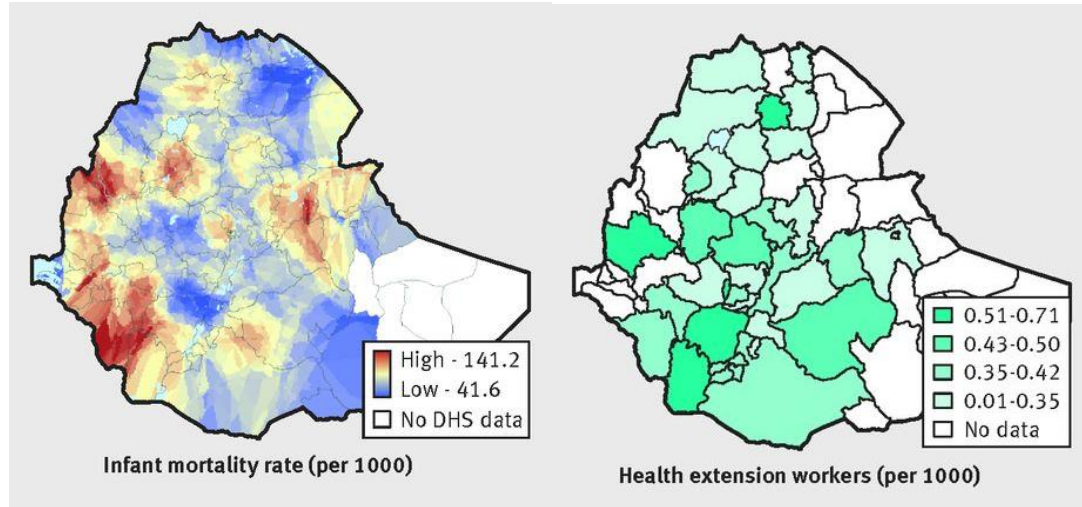 High - 141.2
Low - 41.6
No DHS data
Infant mortality rate (per 1000)
0.51-0.71
0.43-0.50
0.35-0.42
0.01-0.35
No data
Health extension workers (per 1000)